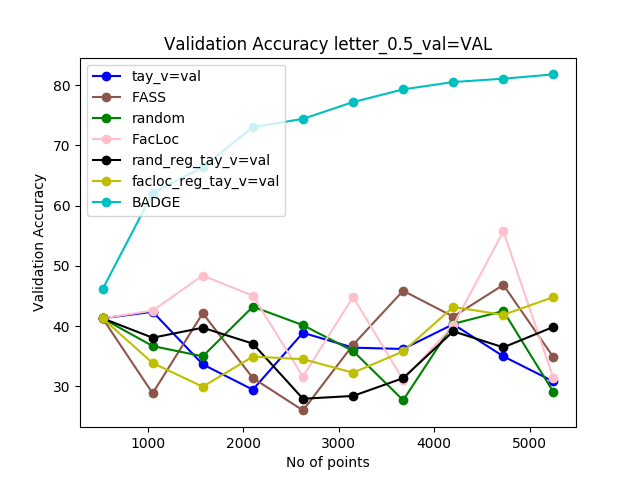 Validation Accuracy letter_0.5_val=VAL
80
70
60
50
40
30
Validation Accuracy
tay_v=val
FASS
random
FacLoc
rand_reg_tay_v=val
facloc_reg_tay_v=val
BADGE
1000 2000 3000 4000 5000
No of points